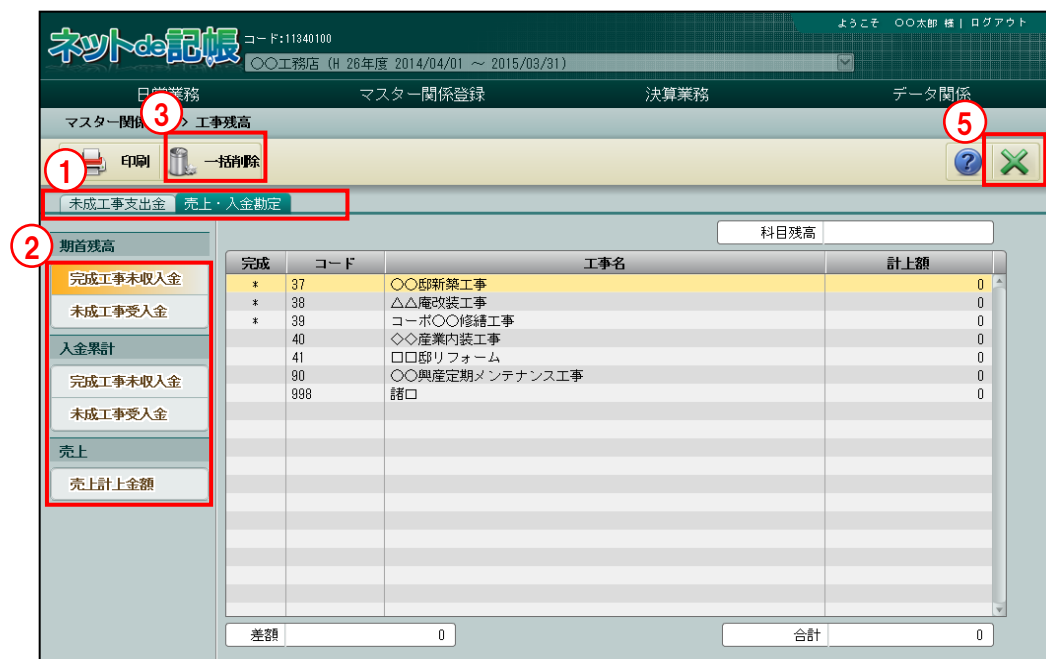 ようこそ 〇〇太郎 様 | ログアウト
ネットde記帳 コード:11340100
〇〇工務店 (H 26年度 2014/04/01 ～ 2015/03/31)
日常業務 マスター関係登録 決算業務 データ関係
マスター関係 > 工事残高
③ ⑤
① 印刷 一括削除 ?
未成工事支出金 売上・入金勘定
② 期首残高 科目残高
完成 コード 工事名 計上額
完成工事未収入金
未成工事受入金
入金累計
完成工事未収入金
未成工事受入金
売上
売上計上金額
* 37 〇〇邸新築工事 0
* 38 △△庵改装工事 0
* 39 コーポ〇〇修繕工事 0
40 ◇◇産業内装工事 0
41 □□邸リフォーム 0
90 〇〇興産定期メンテナンス工事 0
998 諸口 0
差額 0 合計 0